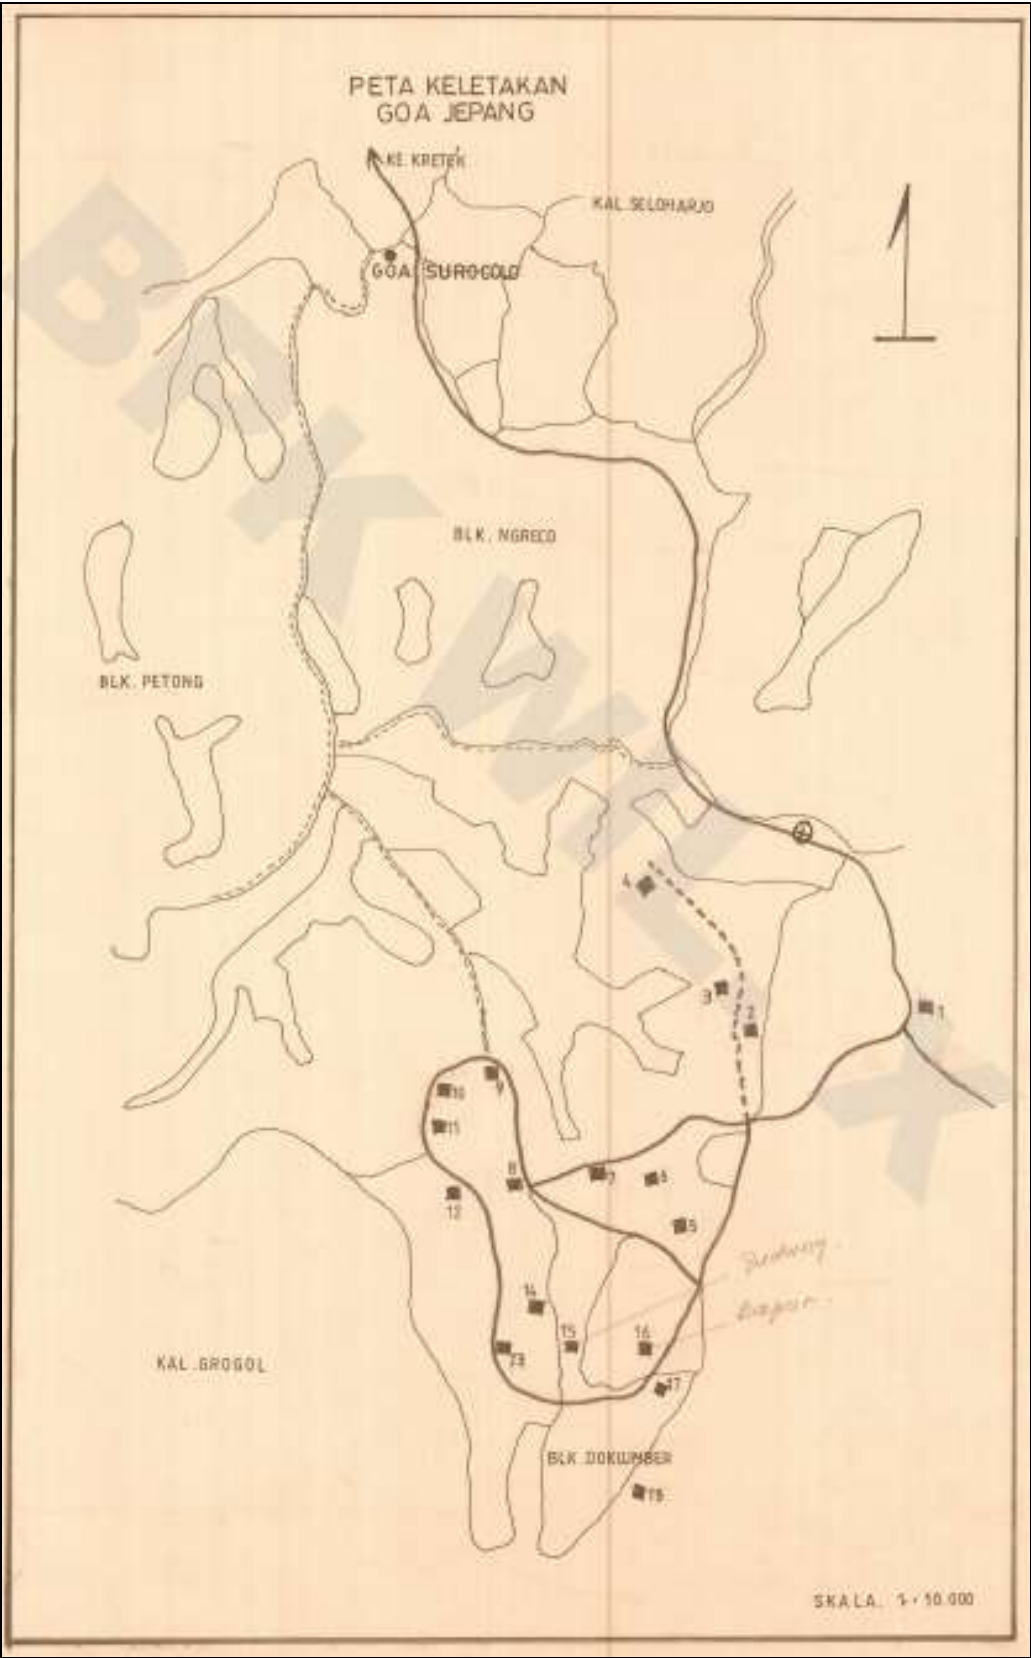 PETA KELETAKAN
GOA JEPANG
KE. KRETEK
KAL. SELOHARJO
GOA SUROCOLO
BLK. NGRECO
BLK. PETONG
4
3
2
1
9
10
11
8
7
6
12
5
14
15
16
13
17
KAL. GROGOL
BLK. DOKUMBER
18
SKALA. 1 : 10.000